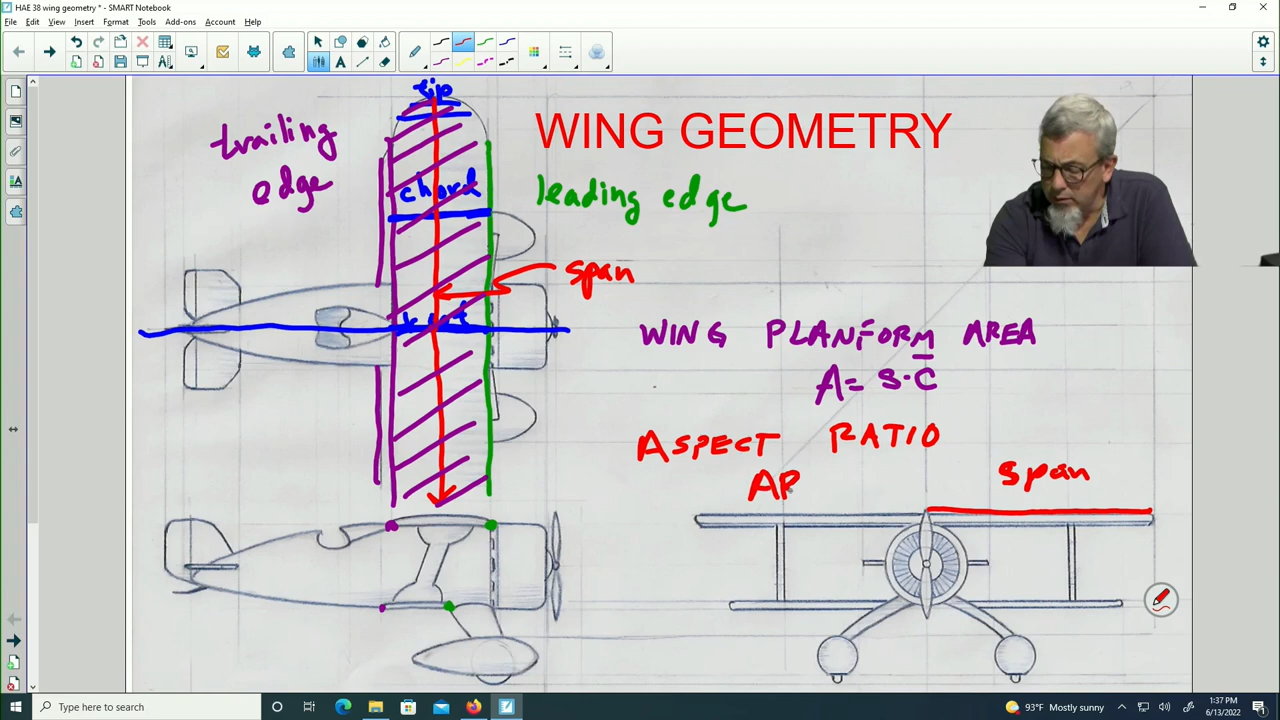 HAE 38 wing geometry * - SMART Notebook
File Edit View Insert Format Tools Add-ons Account Help
tip
WING GEOMETRY
trailing
edge
chord
leading edge
span
WING PLANFORM AREA
A = S·C̅
ASPECT RATIO
AR
span
Type here to search
93°F Mostly sunny
1:37 PM
6/13/2022